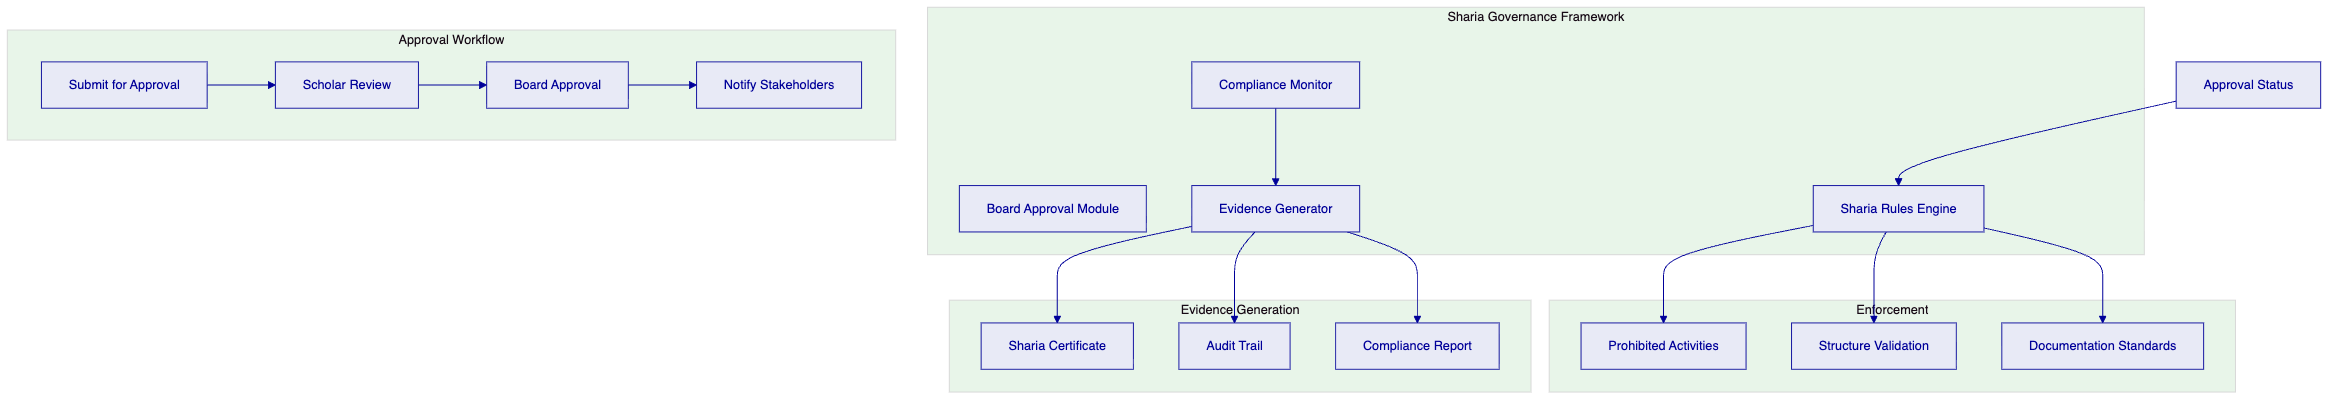 Approval Workflow
Submit for Approval
Scholar Review
Board Approval
Notify Stakeholders
Sharia Governance Framework
Compliance Monitor
Approval Status
Board Approval Module
Evidence Generator
Sharia Rules Engine
Evidence Generation
Sharia Certificate
Audit Trail
Compliance Report
Enforcement
Prohibited Activities
Structure Validation
Documentation Standards